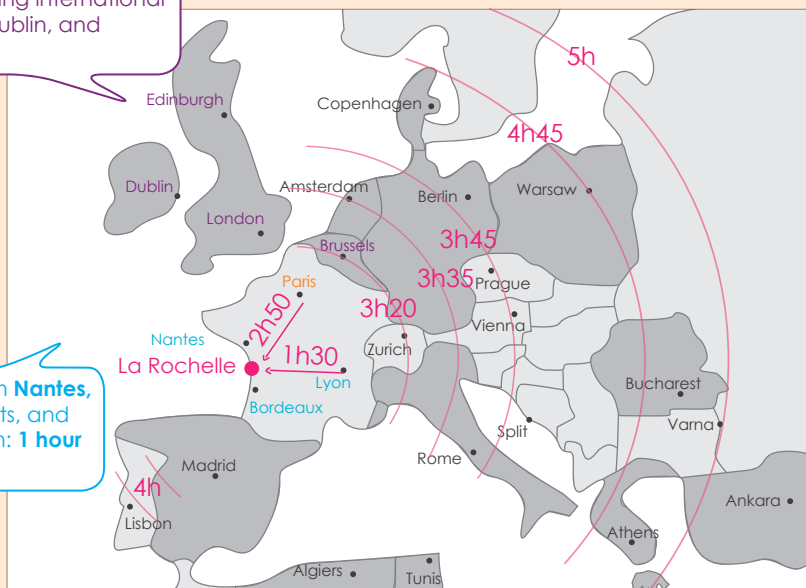 ing international
ublin, and
5h
Edinburgh
Copenhagen
4h45
Dublin
Amsterdam
Berlin
Warsaw
London
3h45
Brussels
3h35
Paris
Prague
3h20
2h50
Vienna
Nantes
Zurich
1h30
La Rochelle
Lyon
Bucharest
n Nantes,
Bordeaux
ts, and
Varna
n: 1 hour
Split
Rome
Madrid
4h
Ankara
Lisbon
Athens
Algiers
Tunis